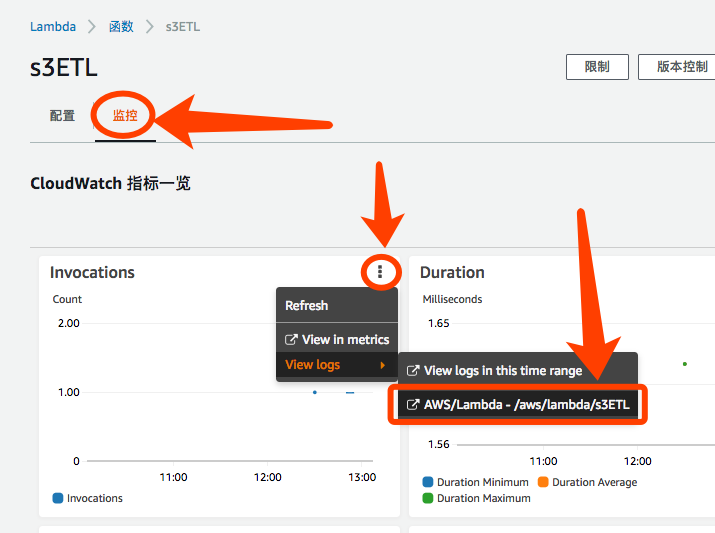 Lambda > 函数 > s3ETL
s3ETL
限制
版本控制
配置
监控
CloudWatch 指标一览
Invocations
Count
2.00
1.00
0
11:00
12:00
13:00
Invocations
Refresh
View in metrics
View logs
View logs in this time range
AWS/Lambda - /aws/lambda/s3ETL
Duration
Milliseconds
1.65
1.56
11:00
12:00
Duration Minimum
Duration Average
Duration Maximum